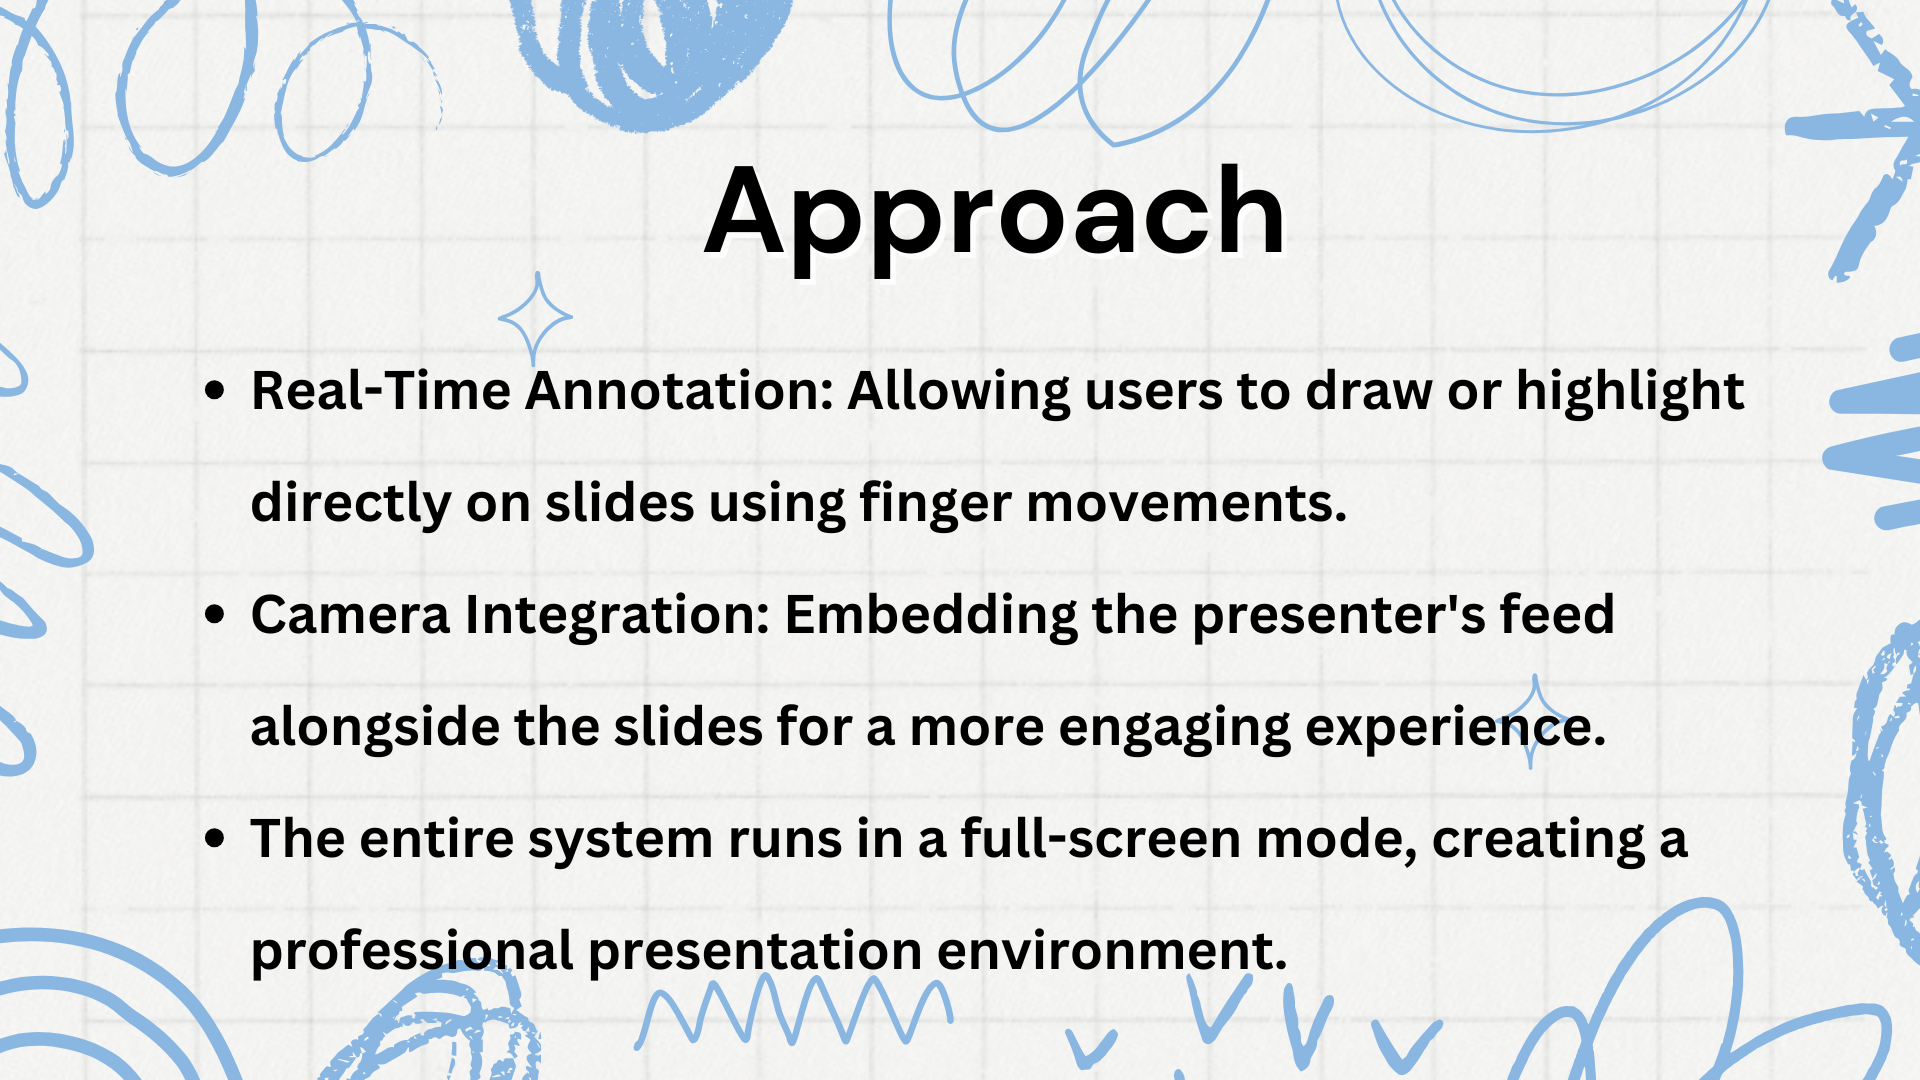 Approach
• Real-Time Annotation: Allowing users to draw or highlight
directly on slides using finger movements.
• Camera Integration: Embedding the presenter's feed
alongside the slides for a more engaging experience.
• The entire system runs in a full-screen mode, creating a
professional presentation environment.